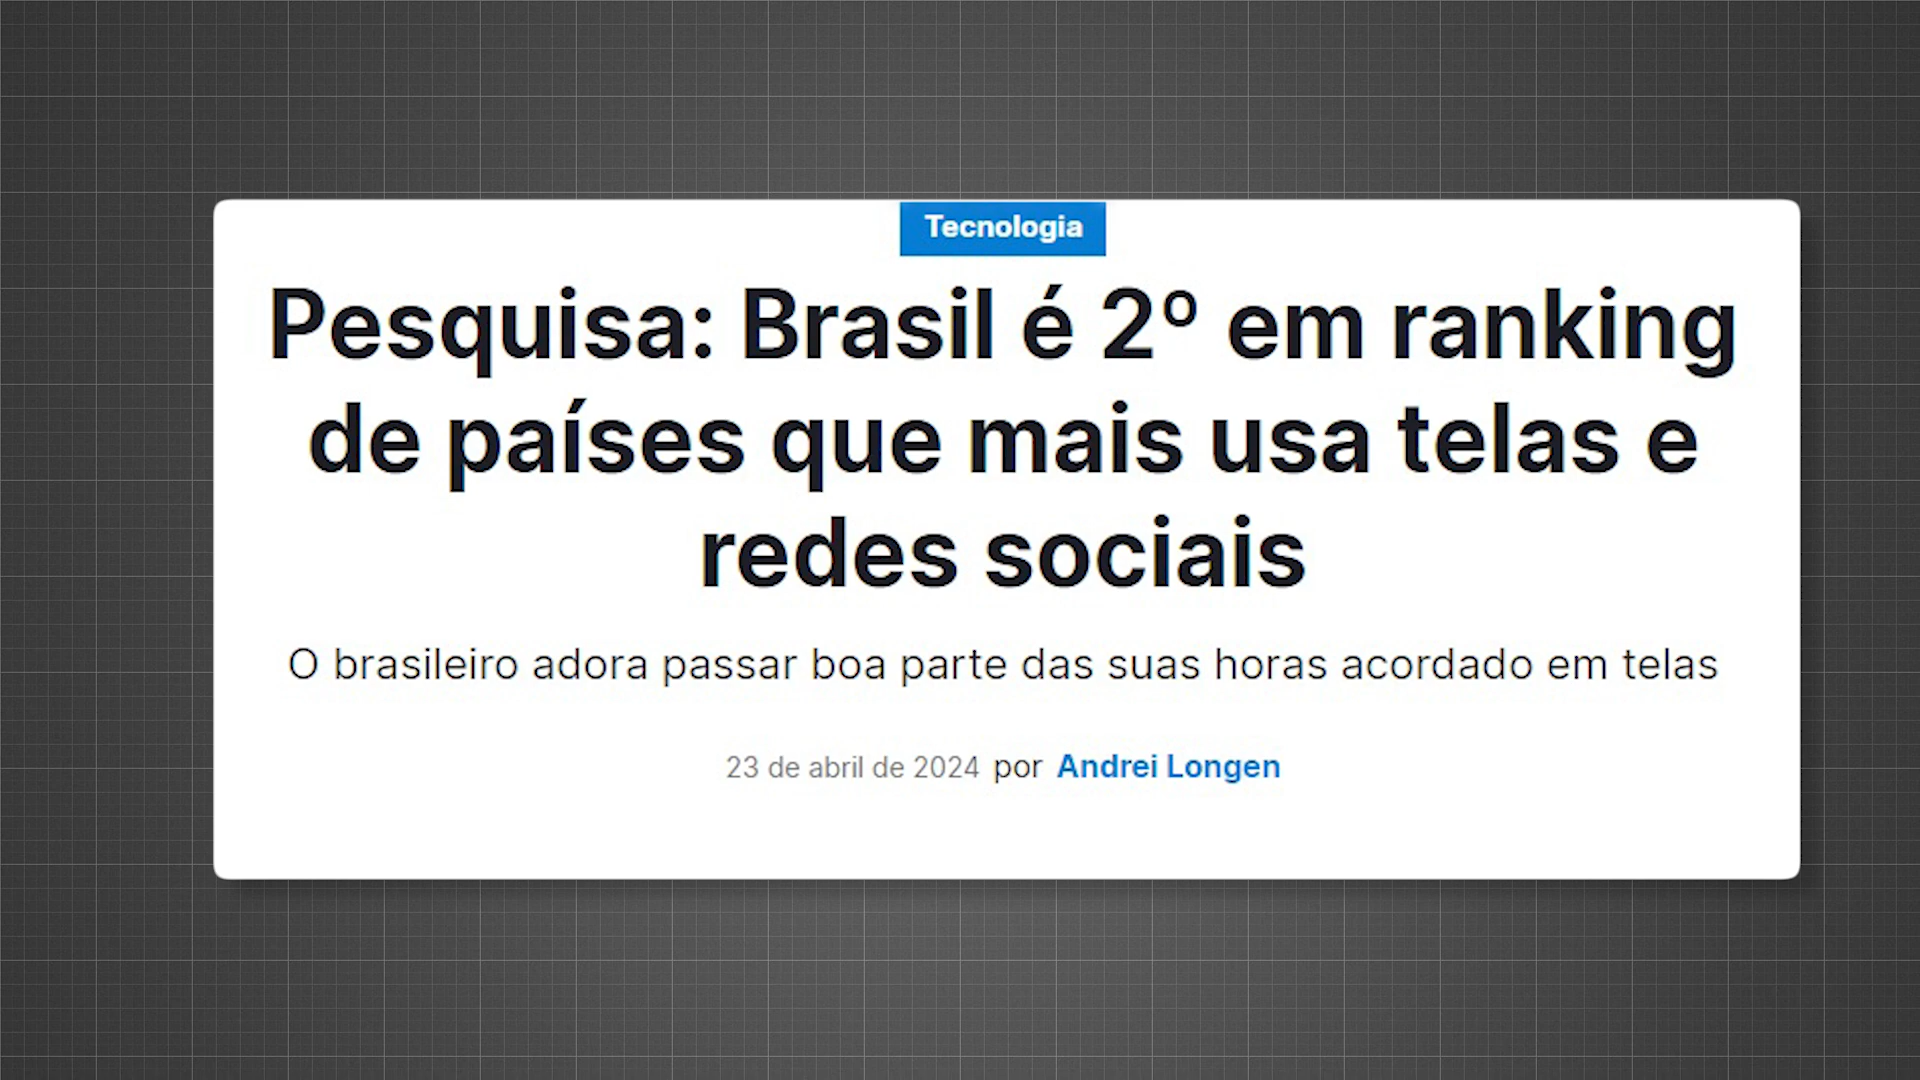 Tecnologia
Pesquisa: Brasil é 2º em ranking
de países que mais usa telas e
redes sociais
O brasileiro adora passar boa parte das suas horas acordado em telas
23 de abril de 2024 por Andrei Longen